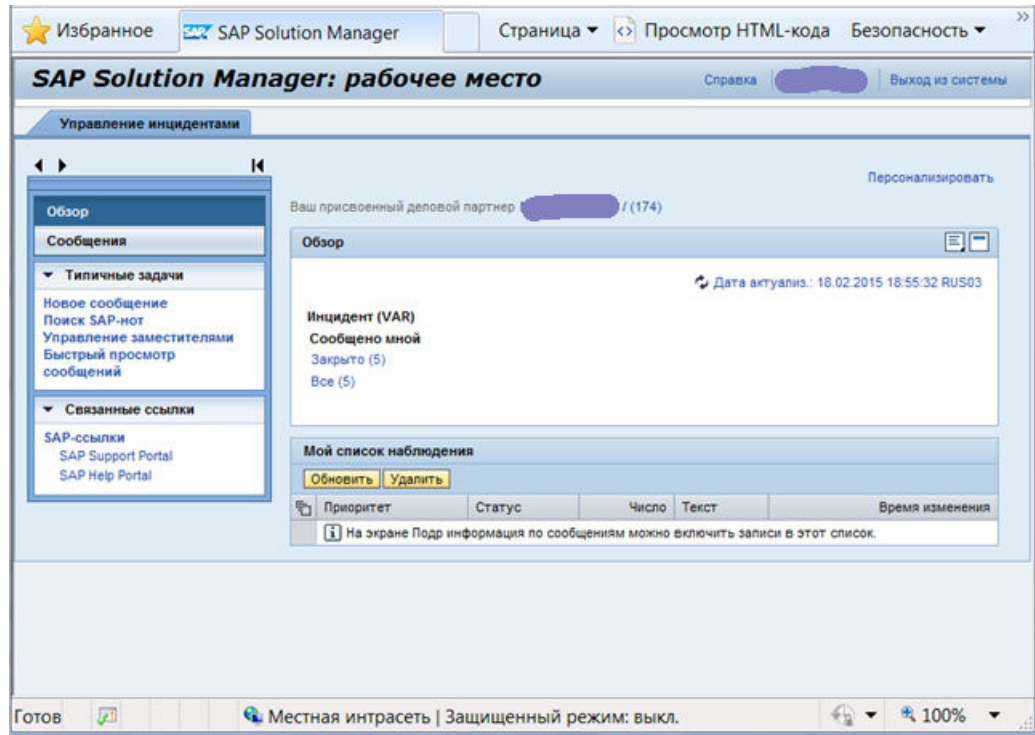 Избранное SAP SAP Solution Manager Страница Просмотр HTML-кода Безопасность »
SAP Solution Manager: рабочее место Справка Выход из системы
Управление инцидентами
Персонализировать
Ваш присвоенный деловой партнер / (174)
Обзор
Сообщения
Типичные задачи
Новое сообщение
Поиск SAP-нот
Управление заместителями
Быстрый просмотр
сообщений
Связанные ссылки
SAP-ссылки
SAP Support Portal
SAP Help Portal
Обзор
Дата актуализ.: 18.02.2015 18:55:32 RUS03
Инцидент (VAR)
Сообщено мной
Закрыто (5)
Все (5)
Мой список наблюдения
Обновить Удалить
Приоритет Статус Число Текст Время изменения
На экране Подр информация по сообщениям можно включить записи в этот список.
Готов Местная интрасеть | Защищенный режим: выкл. 100%